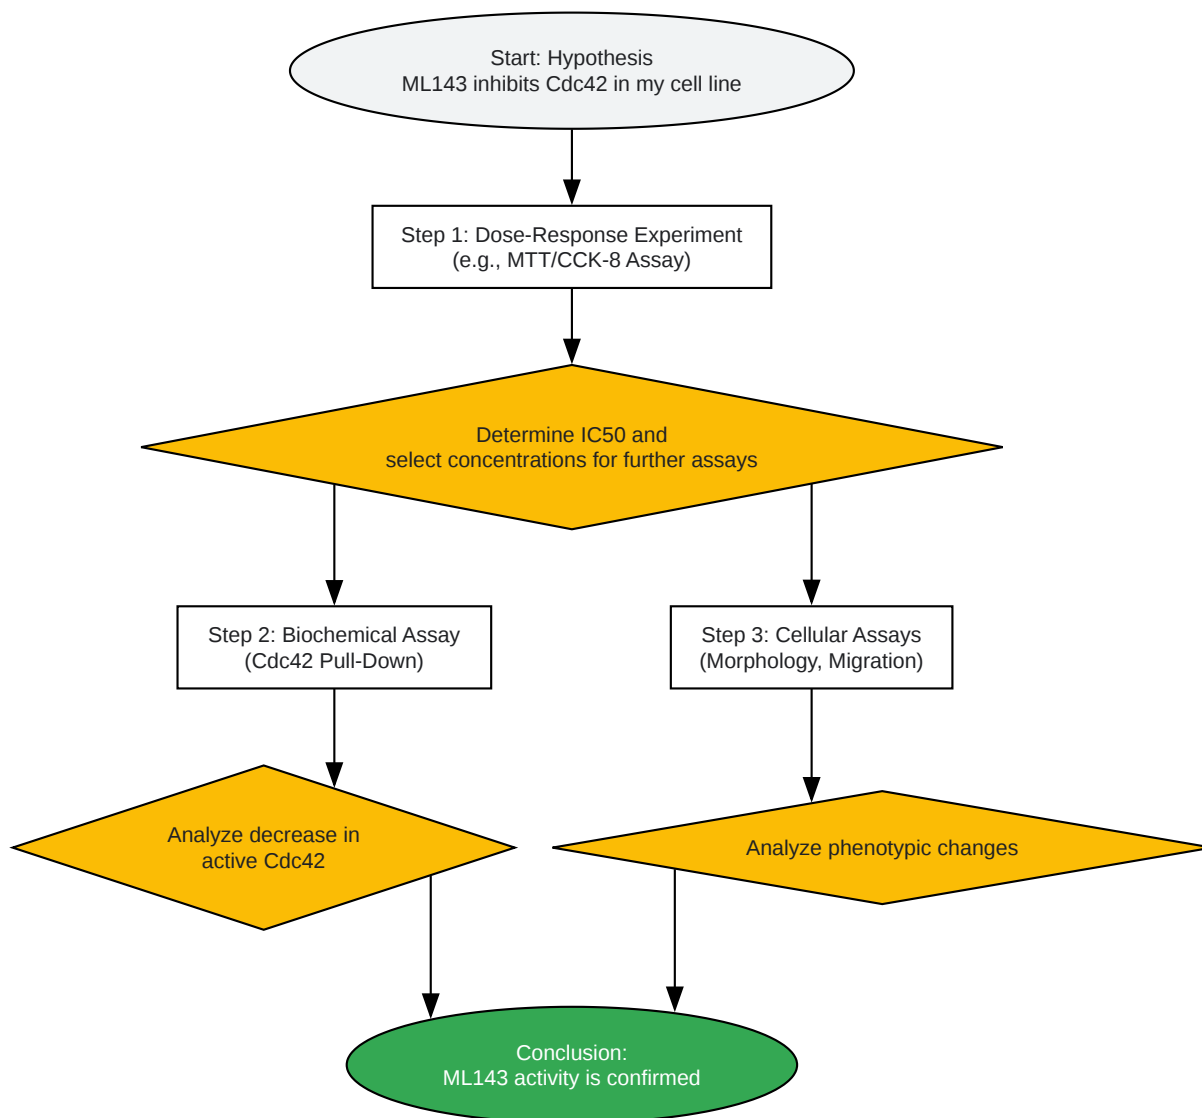 Start: Hypothesis
ML143 inhibits Cdc42 in my cell line
Step 1: Dose-Response Experiment
(e.g., MTT/CCK-8 Assay)
Determine IC50 and
select concentrations for further assays
Step 2: Biochemical Assay
(Cdc42 Pull-Down)
Step 3: Cellular Assays
(Morphology, Migration)
Analyze decrease in
active Cdc42
Analyze phenotypic changes
Conclusion:
ML143 activity is confirmed